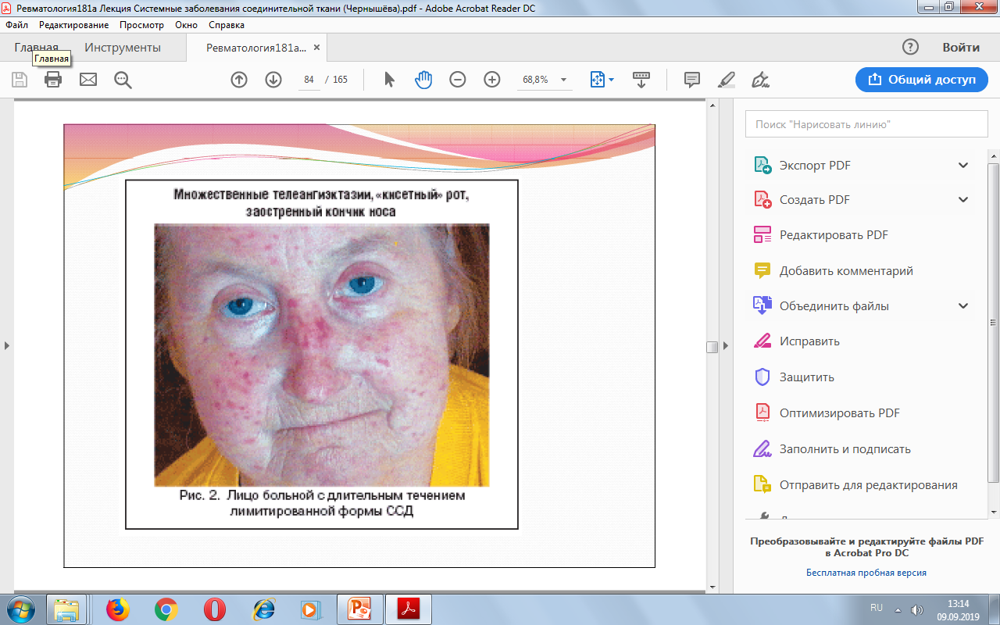 Ревматология181a Лекция Системные заболевания соединительной ткани (Чернышёва).pdf - Adobe Acrobat Reader DC
Файл Редактирование Просмотр Окно Справка
Главная Инструменты Ревматология181a... ×
Войти
Главная
84 / 165
68,8%
Общий доступ
Множественные телеангиэктазии, «кисетный» рот,
заостренный кончик носа
Рис. 2. Лицо больной с длительным течением
лимитированной формы ССД
Поиск "Нарисовать линию"
Экспорт PDF
Создать PDF
Редактировать PDF
Добавить комментарий
Объединить файлы
Исправить
Защитить
Оптимизировать PDF
Заполнить и подписать
Отправить для редактирования
Преобразовывайте и редактируйте файлы PDF
в Acrobat Pro DC
Бесплатная пробная версия
RU
13:14
09.09.2019